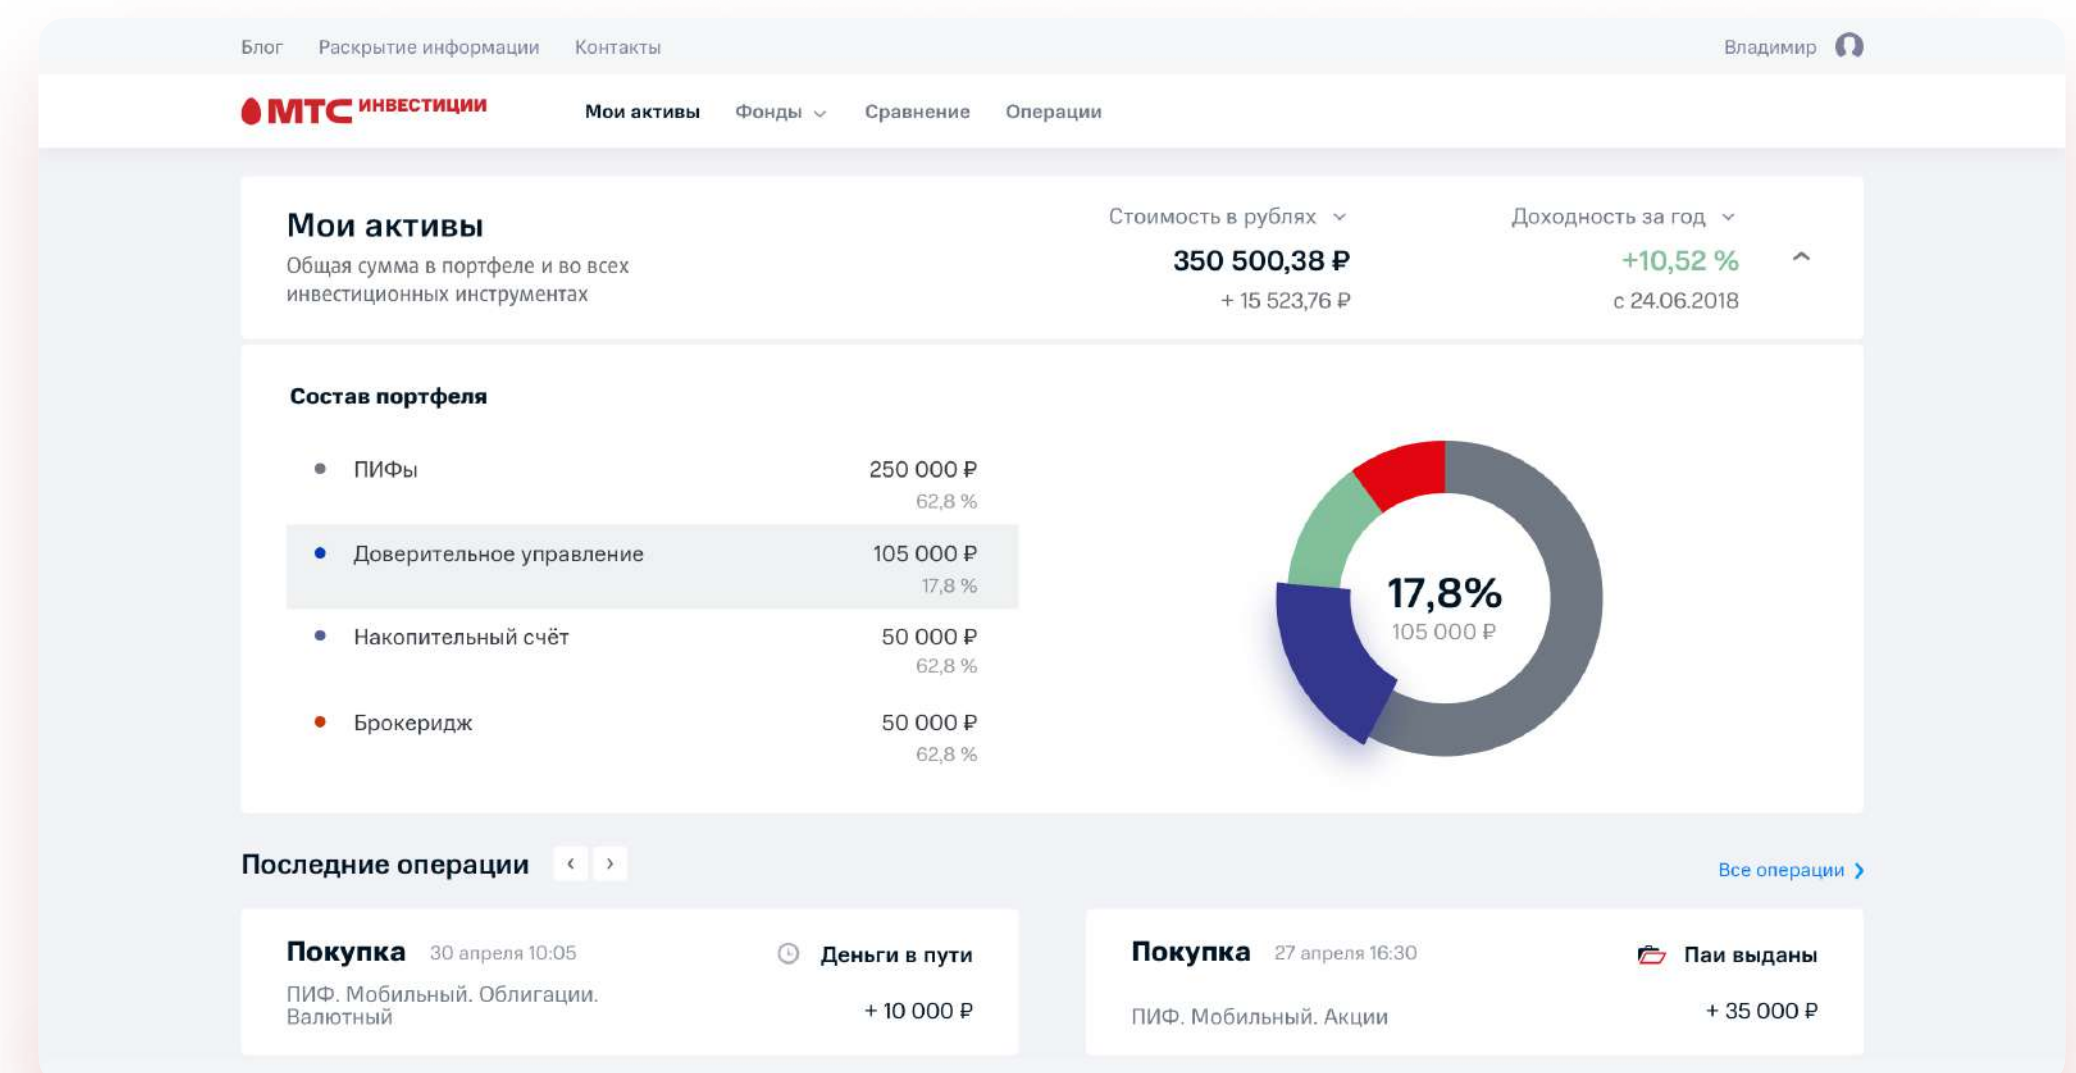 Блог Раскрытие информации Контакты Владимир
МТС ИНВЕСТИЦИИ Мои активы Фонды Сравнение Операции
Мои активы
Общая сумма в портфеле и во всех
инвестиционных инструментах
Стоимость в рублях
350 500,38 ₽
+ 15 523,76 ₽
Доходность за год
+10,52 %
с 24.06.2018
Состав портфеля
ПИФы 250 000 ₽
62,8 %
Доверительное управление 105 000 ₽
17,8 %
Накопительный счёт 50 000 ₽
62,8 %
Брокеридж 50 000 ₽
62,8 %
17,8%
105 000 ₽
Последние операции
Все операции
Покупка 30 апреля 10:05 Деньги в пути
ПИФ. Мобильный. Облигации.
Валютный
+ 10 000 ₽
Покупка 27 апреля 16:30 Паи выданы
ПИФ. Мобильный. Акции + 35 000 ₽